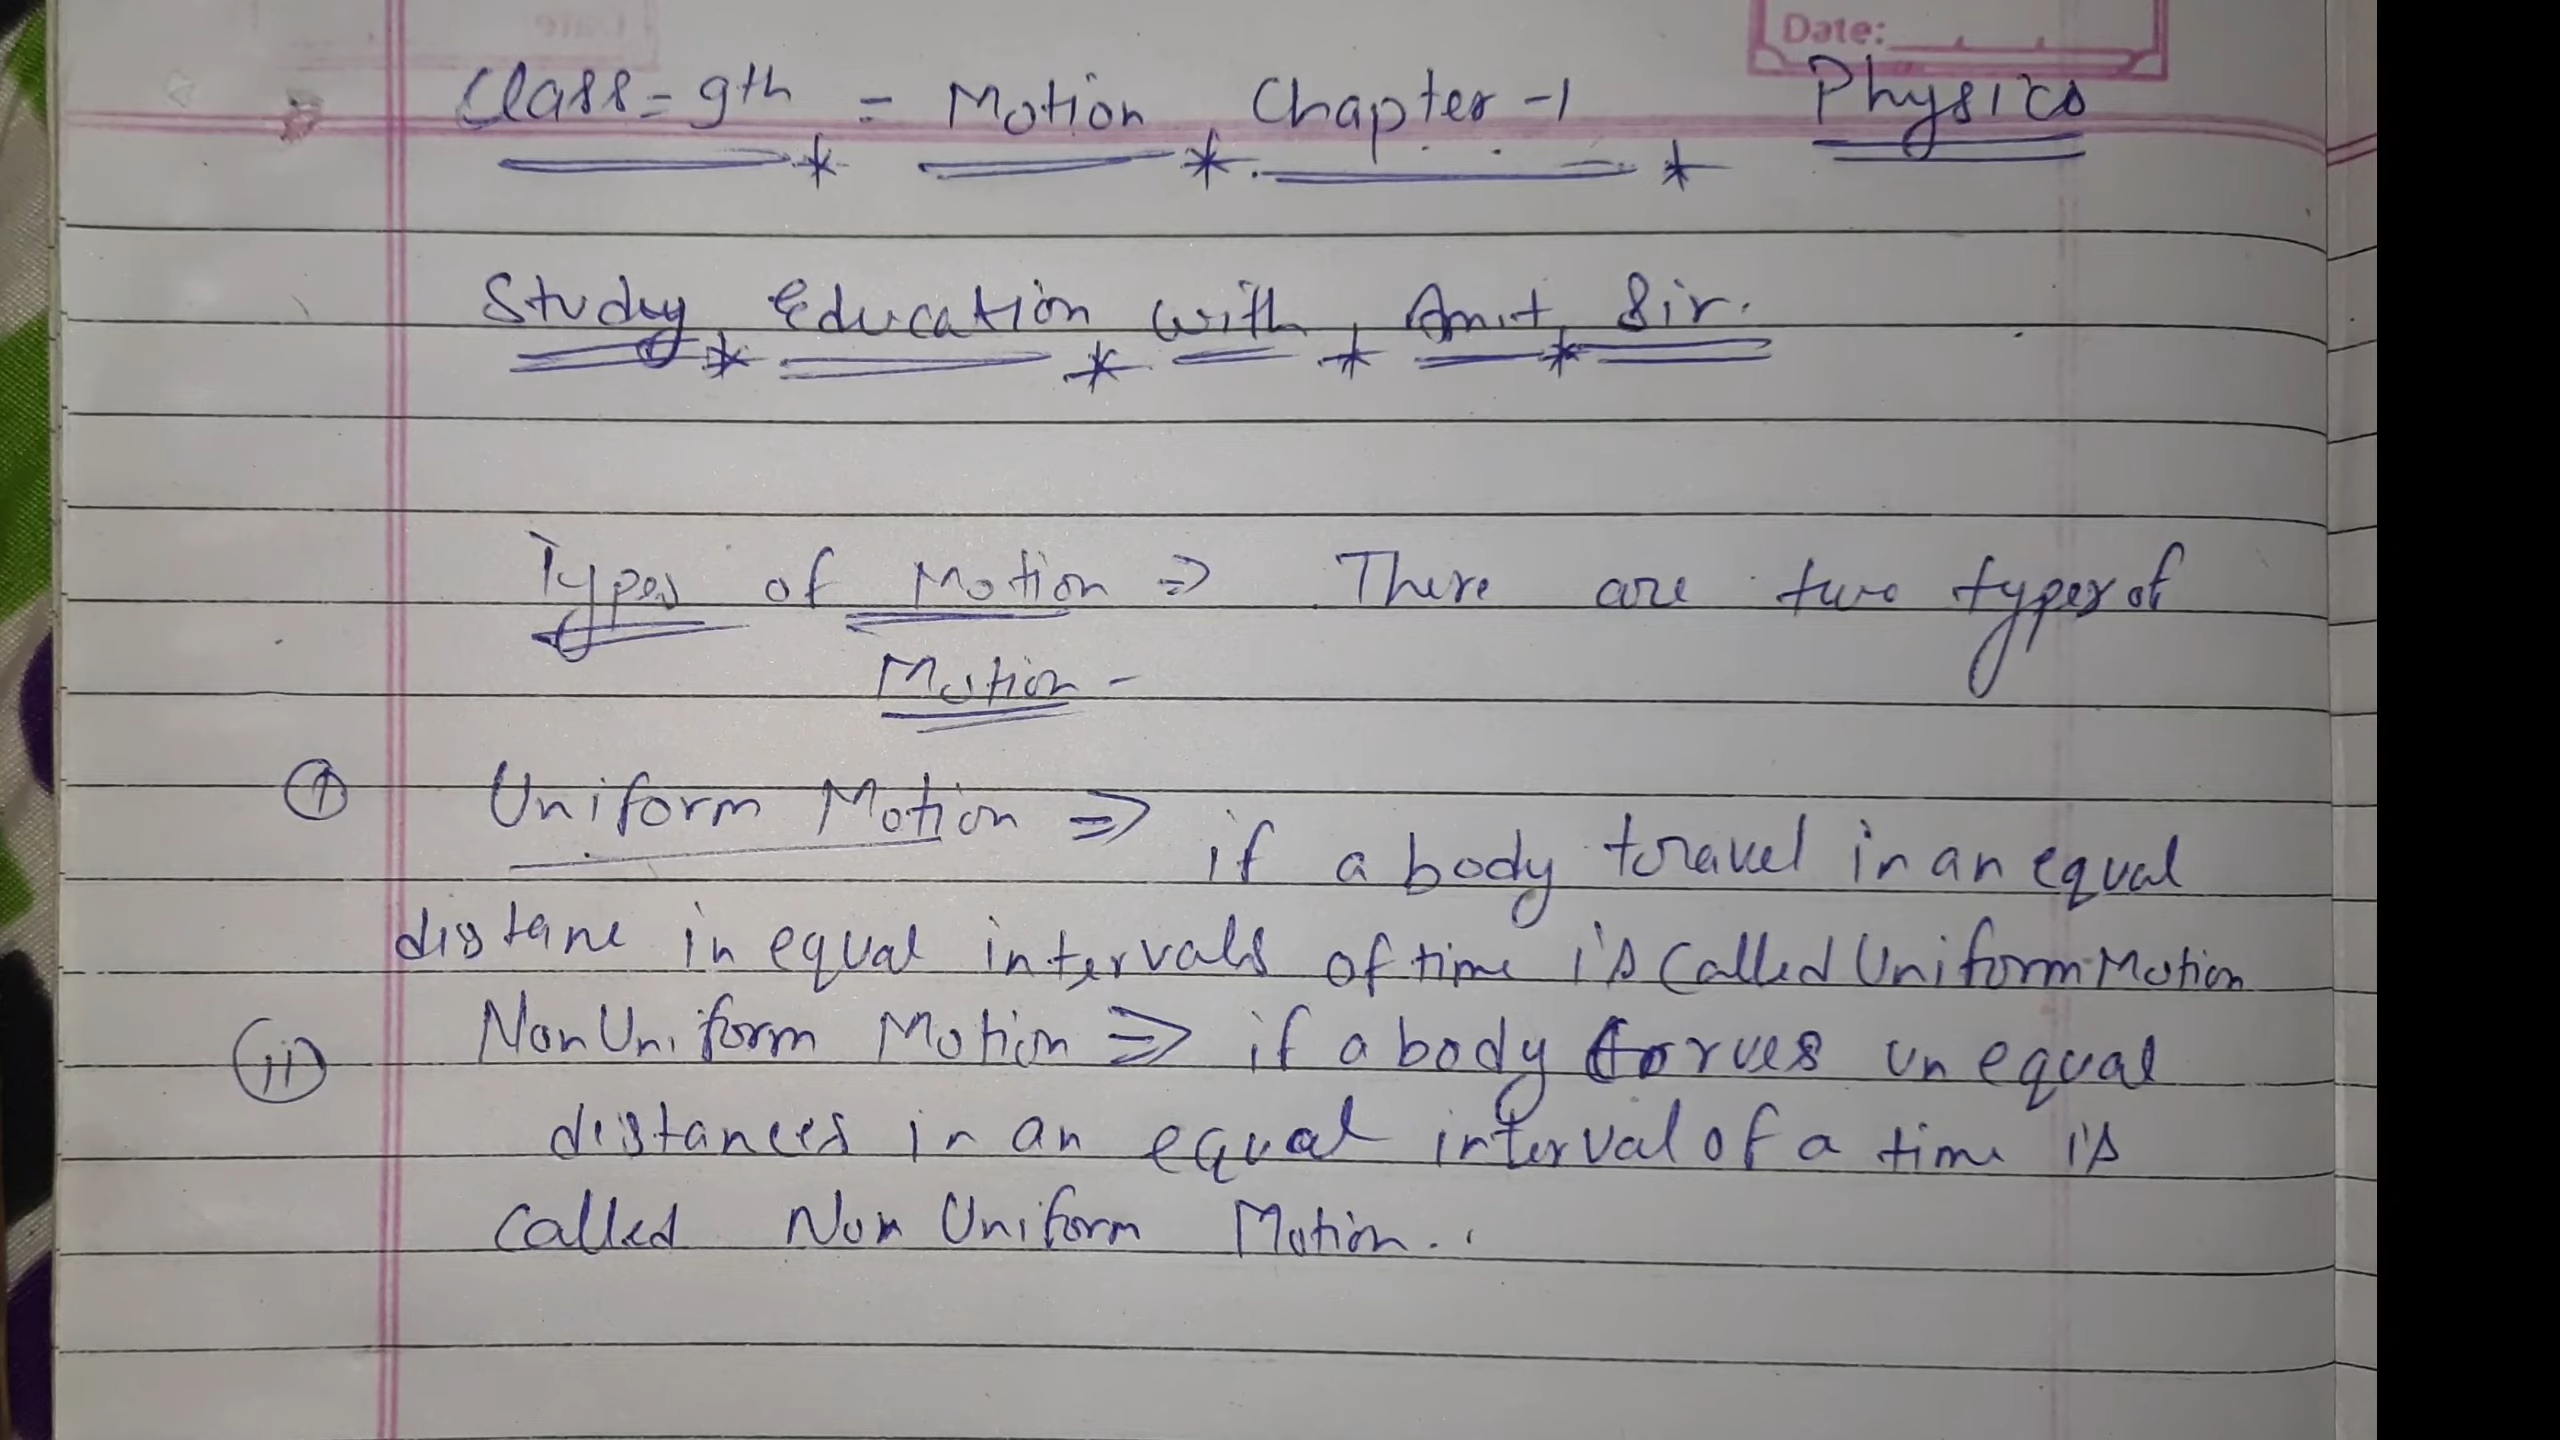 Date:
Class = 9th = Motion Chapter -1 Physics
Study Education with Amit Sir.
Types of Motion => There are two types of
Motion -
(i) Uniform Motion => if a body travel in an equal
distane in equal intervals of time is Called Uniform Motion
(ii) Non Uniform Motion => if a body unequal
distances in an equal interval of a time is
Called Non Uniform Motion..